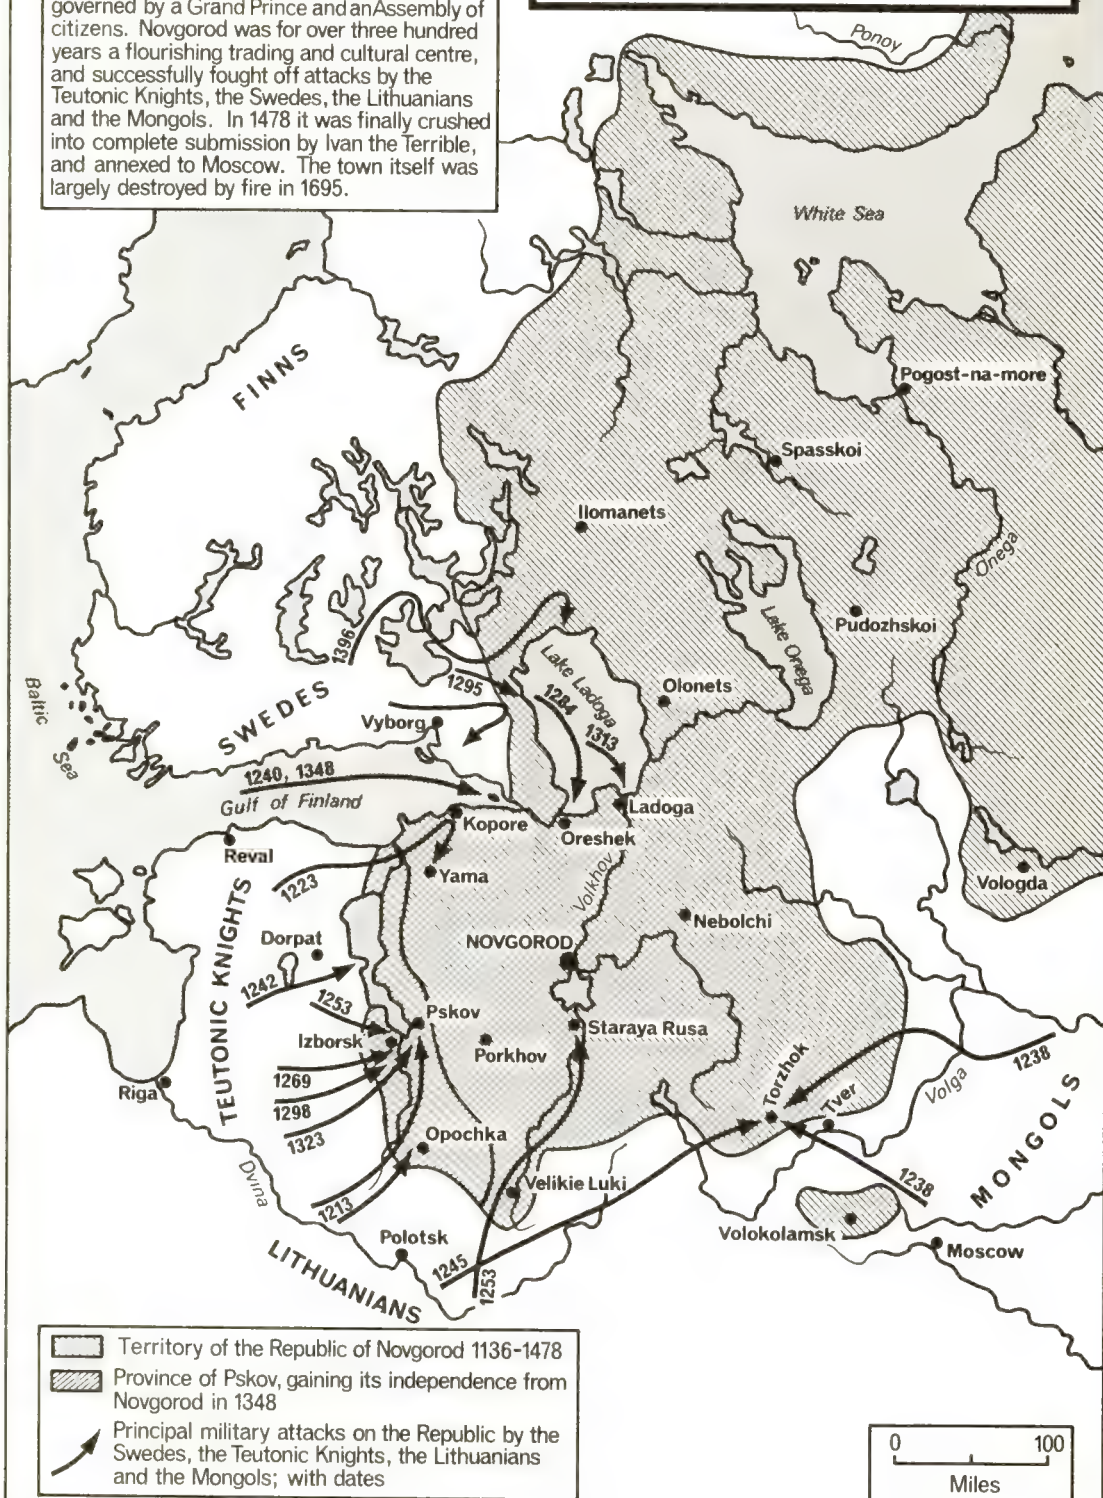 governed by a Grand Prince and an Assembly of
citizens. Novgorod was for over three hundred
years a flourishing trading and cultural centre,
and successfully fought off attacks by the
Teutonic Knights, the Swedes, the Lithuanians
and the Mongols. In 1478 it was finally crushed
into complete submission by Ivan the Terrible,
and annexed to Moscow. The town itself was
largely destroyed by fire in 1695.
Ponoy
White Sea
FINNS
Pogost-na-more
Spasskoi
Ilomanets
Onega
Pudozhskoi
Lake Onega
1396
Lake Ladoga
1295
1284
1313
Olonets
Baltic
Sea
SWEDES
Vyborg
1240, 1348
Gulf of Finland
Ladoga
Kopore
Oreshek
Reval
1223
Yama
Volkhov
Vologda
Nebolchi
TEUTONIC KNIGHTS
Dorpat
NOVGOROD
1242
1253
Pskov
Izborsk
Staraya Rusa
Porkhov
1269
1298
1323
Riga
Torzhok
Tver
Volga
1238
MONGOLS
Opochka
Dvina
1213
Velikie Luki
1238
Volokolamsk
Moscow
Polotsk
LITHUANIANS
1245
1253
Territory of the Republic of Novgorod 1136-1478
Province of Pskov, gaining its independence from
Novgorod in 1348
Principal military attacks on the Republic by the
Swedes, the Teutonic Knights, the Lithuanians
and the Mongols; with dates
0 100
Miles